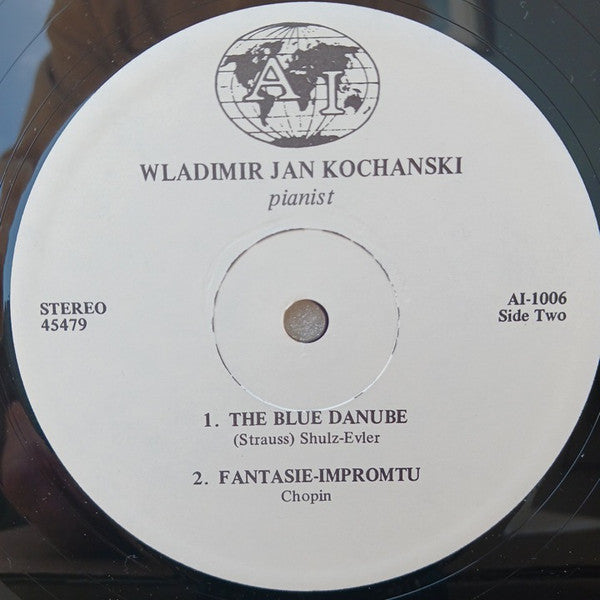 A I
WLADIMIR JAN KOCHANSKI
pianist
STEREO
45479
AI-1006
Side Two
1. THE BLUE DANUBE
(Strauss) Shulz-Evler
2. FANTASIE-IMPROMTU
Chopin